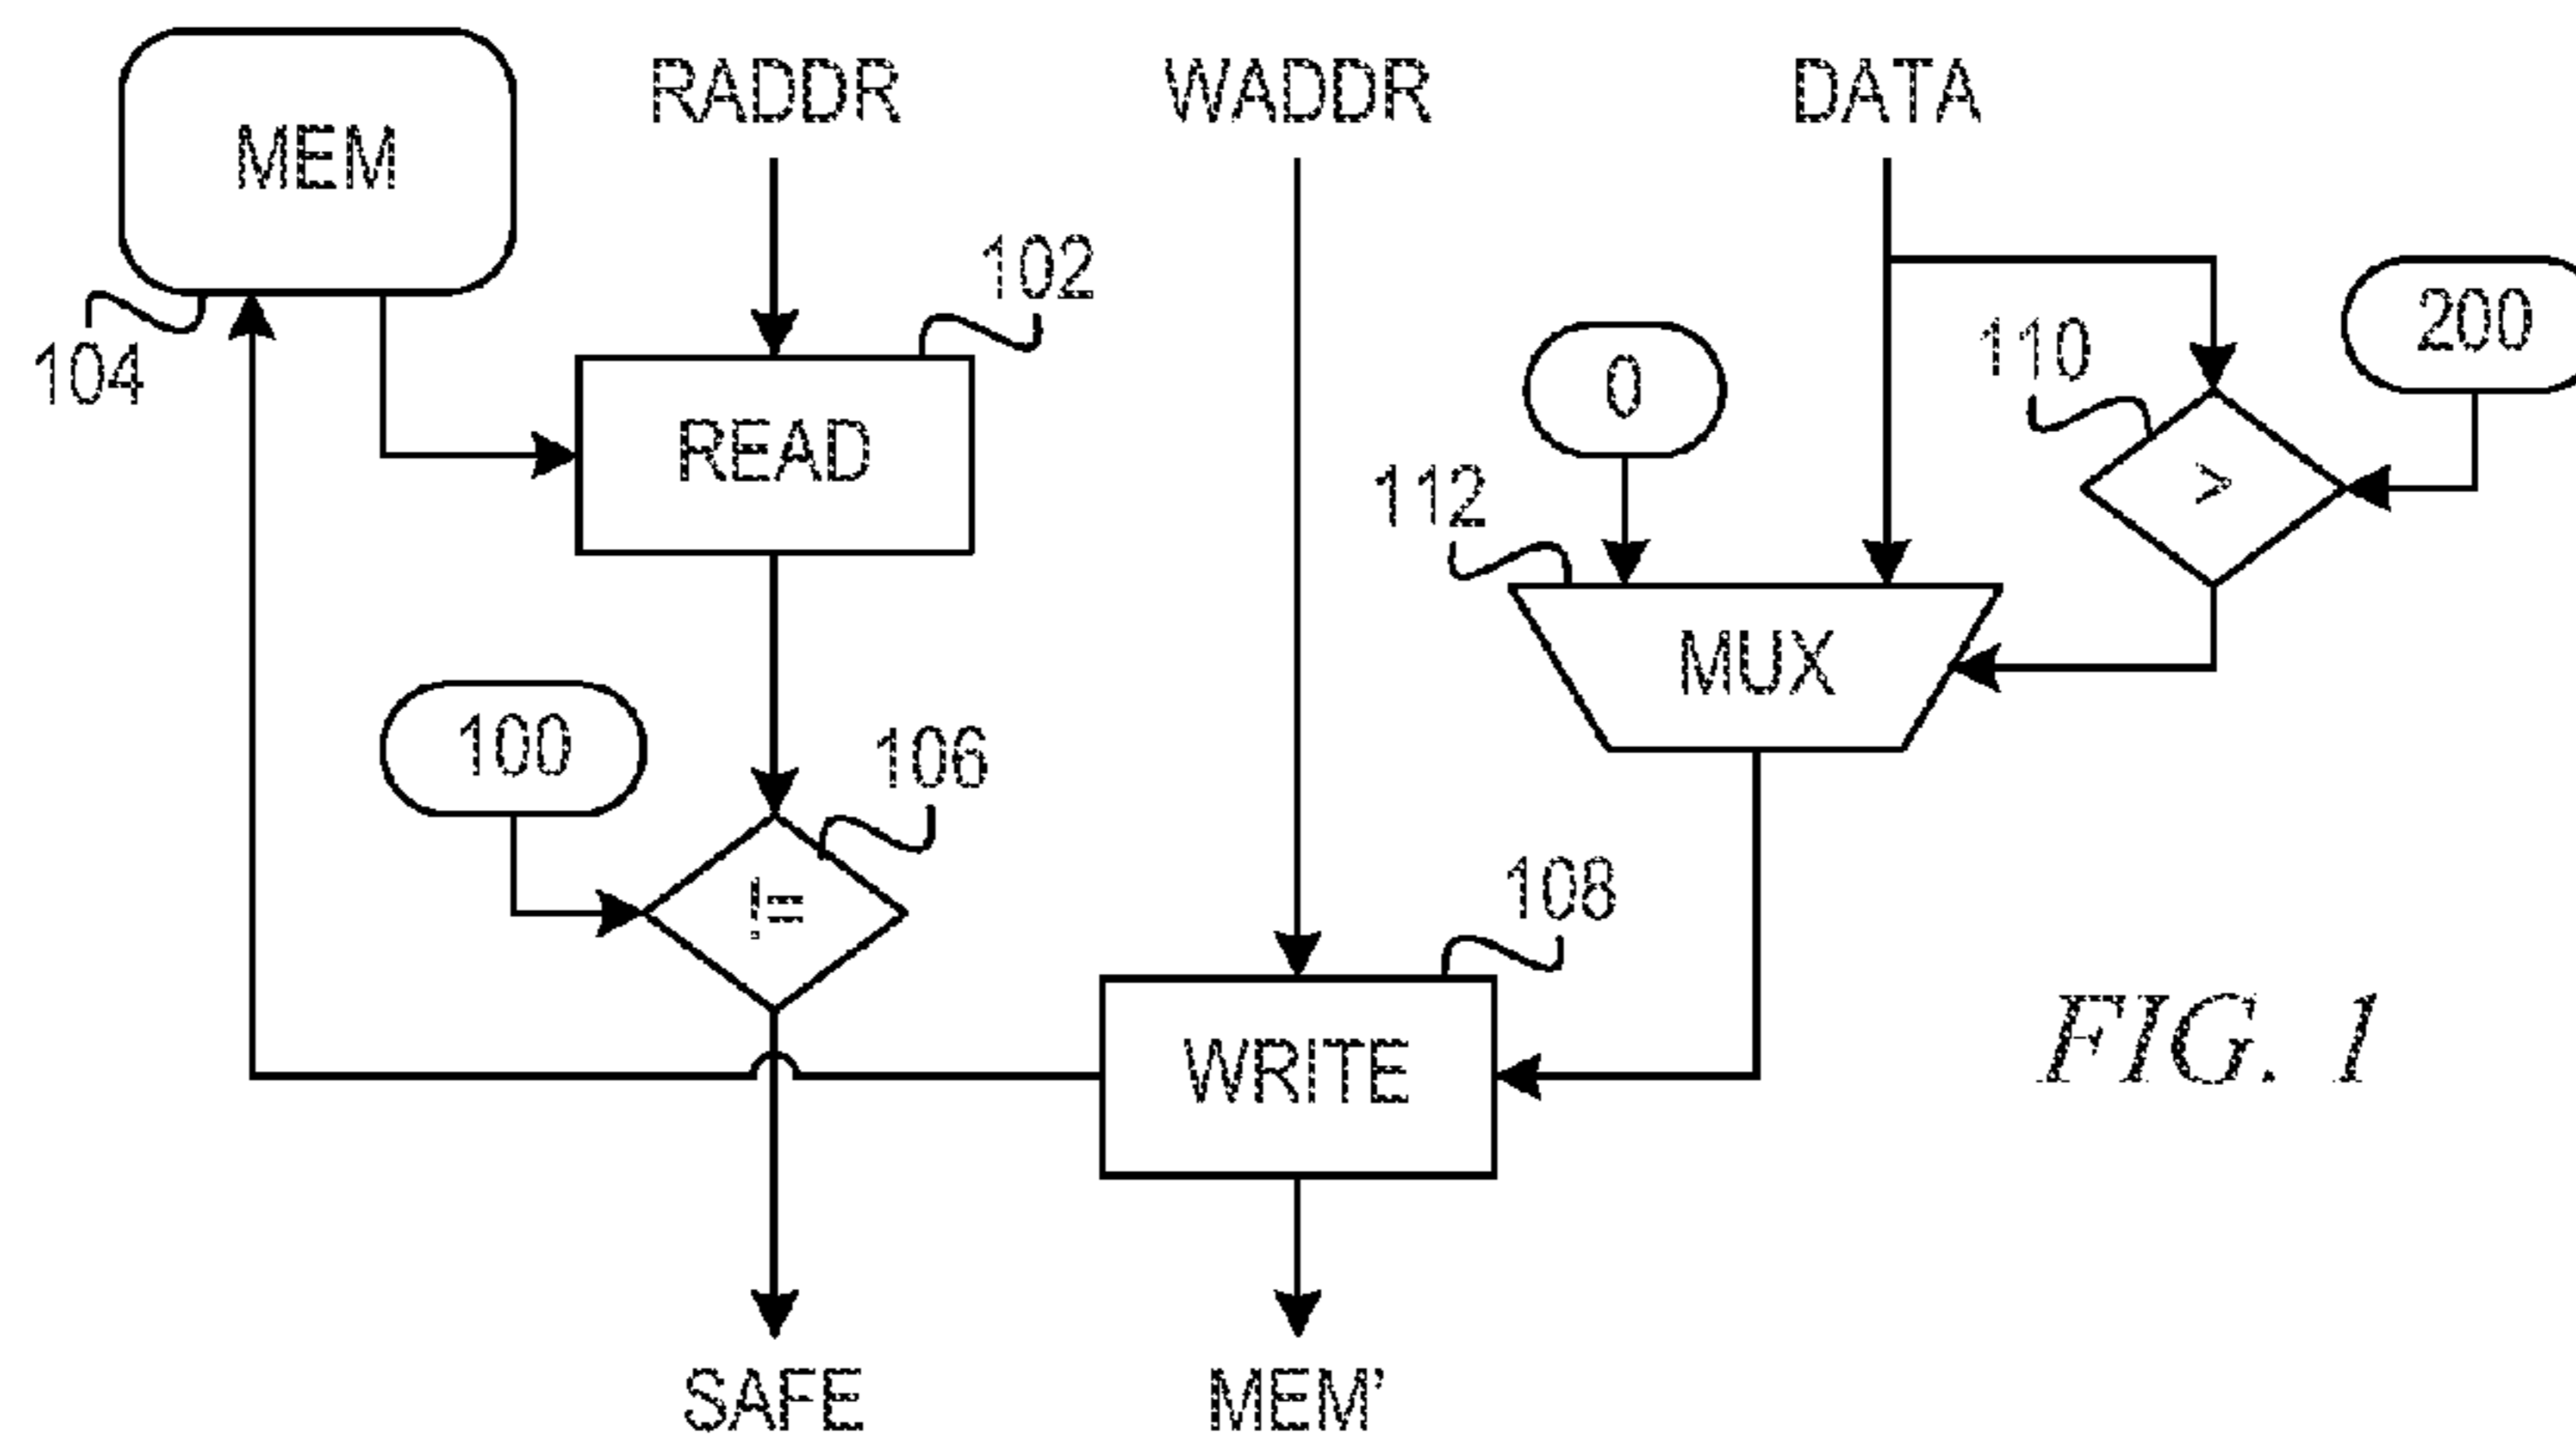 MEM
RADDR
WADDR
DATA
102
104
READ
0
110
200
>
112
MUX
100
106
!=
108
WRITE
FIG. 1
SAFE
MEM'